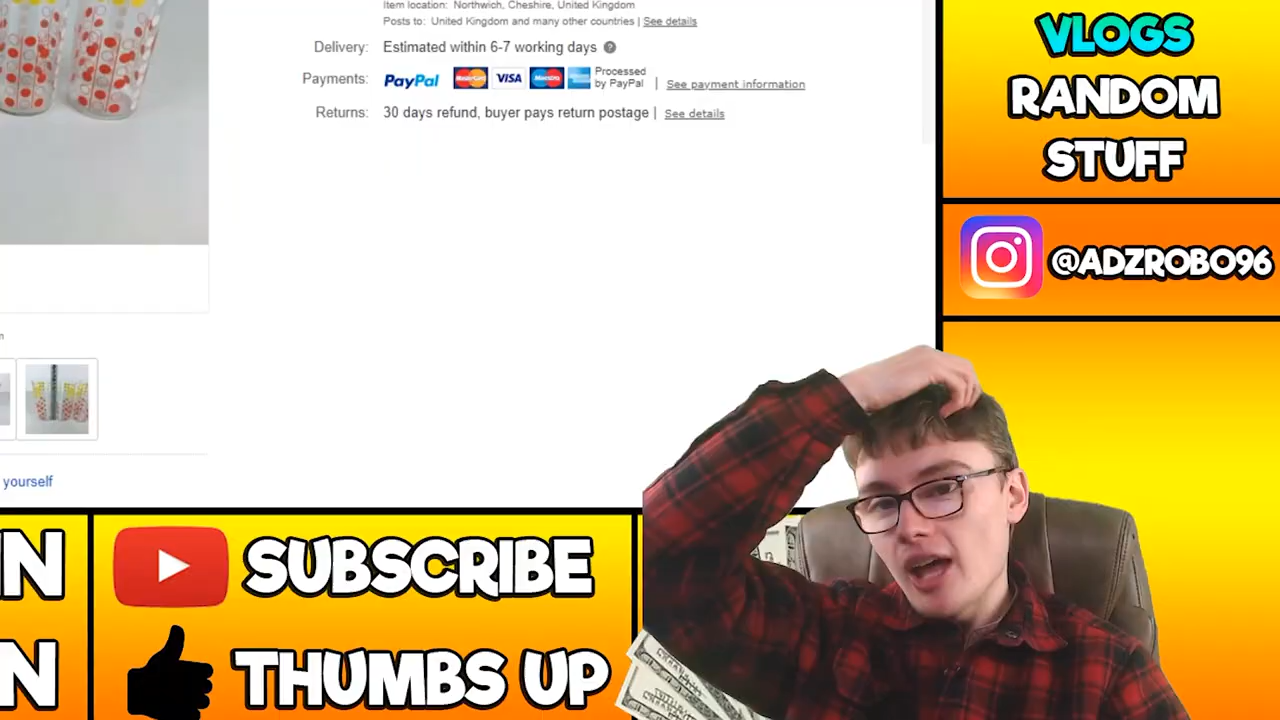 Item location: Northwich, Cheshire, United Kingdom
Posts to: United Kingdom and many other countries | See details
Delivery: Estimated within 6-7 working days ?
Payments: PayPal MasterCard VISA Maestro Processed by PayPal | See payment information
Returns: 30 days refund, buyer pays return postage | See details
yourself
VLOGS
RANDOM
STUFF
@ADZROBO96
N
SUBSCRIBE
N
THUMBS UP